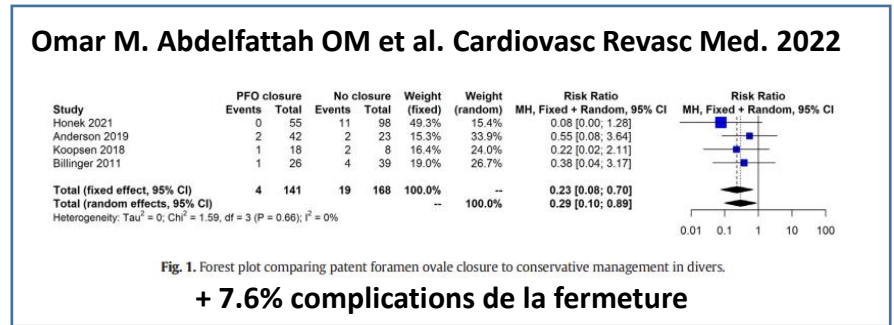 Omar M. Abdelfattah OM et al. Cardiovasc Revasc Med. 2022
PFO closure No closure Weight Weight Risk Ratio Risk Ratio
Study Events Total Events Total (fixed) (random) MH, Fixed + Random, 95% CI MH, Fixed + Random, 95% CI
Honek 2021 0 55 11 98 49.3% 15.4% 0.08 [0.00; 1.28]
Anderson 2019 2 42 2 23 15.3% 33.9% 0.55 [0.08; 3.64]
Koopsen 2018 1 18 2 8 16.4% 24.0% 0.22 [0.02; 2.11]
Billinger 2011 1 26 4 39 19.0% 26.7% 0.38 [0.04; 3.17]
Total (fixed effect, 95% CI) 4 141 19 168 100.0% -- 0.23 [0.08; 0.70]
Total (random effects, 95% CI) -- 100.0% 0.29 [0.10; 0.89]
Heterogeneity: Tau² = 0; Chi² = 1.59, df = 3 (P = 0.66); I² = 0%
0.01 0.1 1 10 100
Fig. 1. Forest plot comparing patent foramen ovale closure to conservative management in divers.
+ 7.6% complications de la fermeture